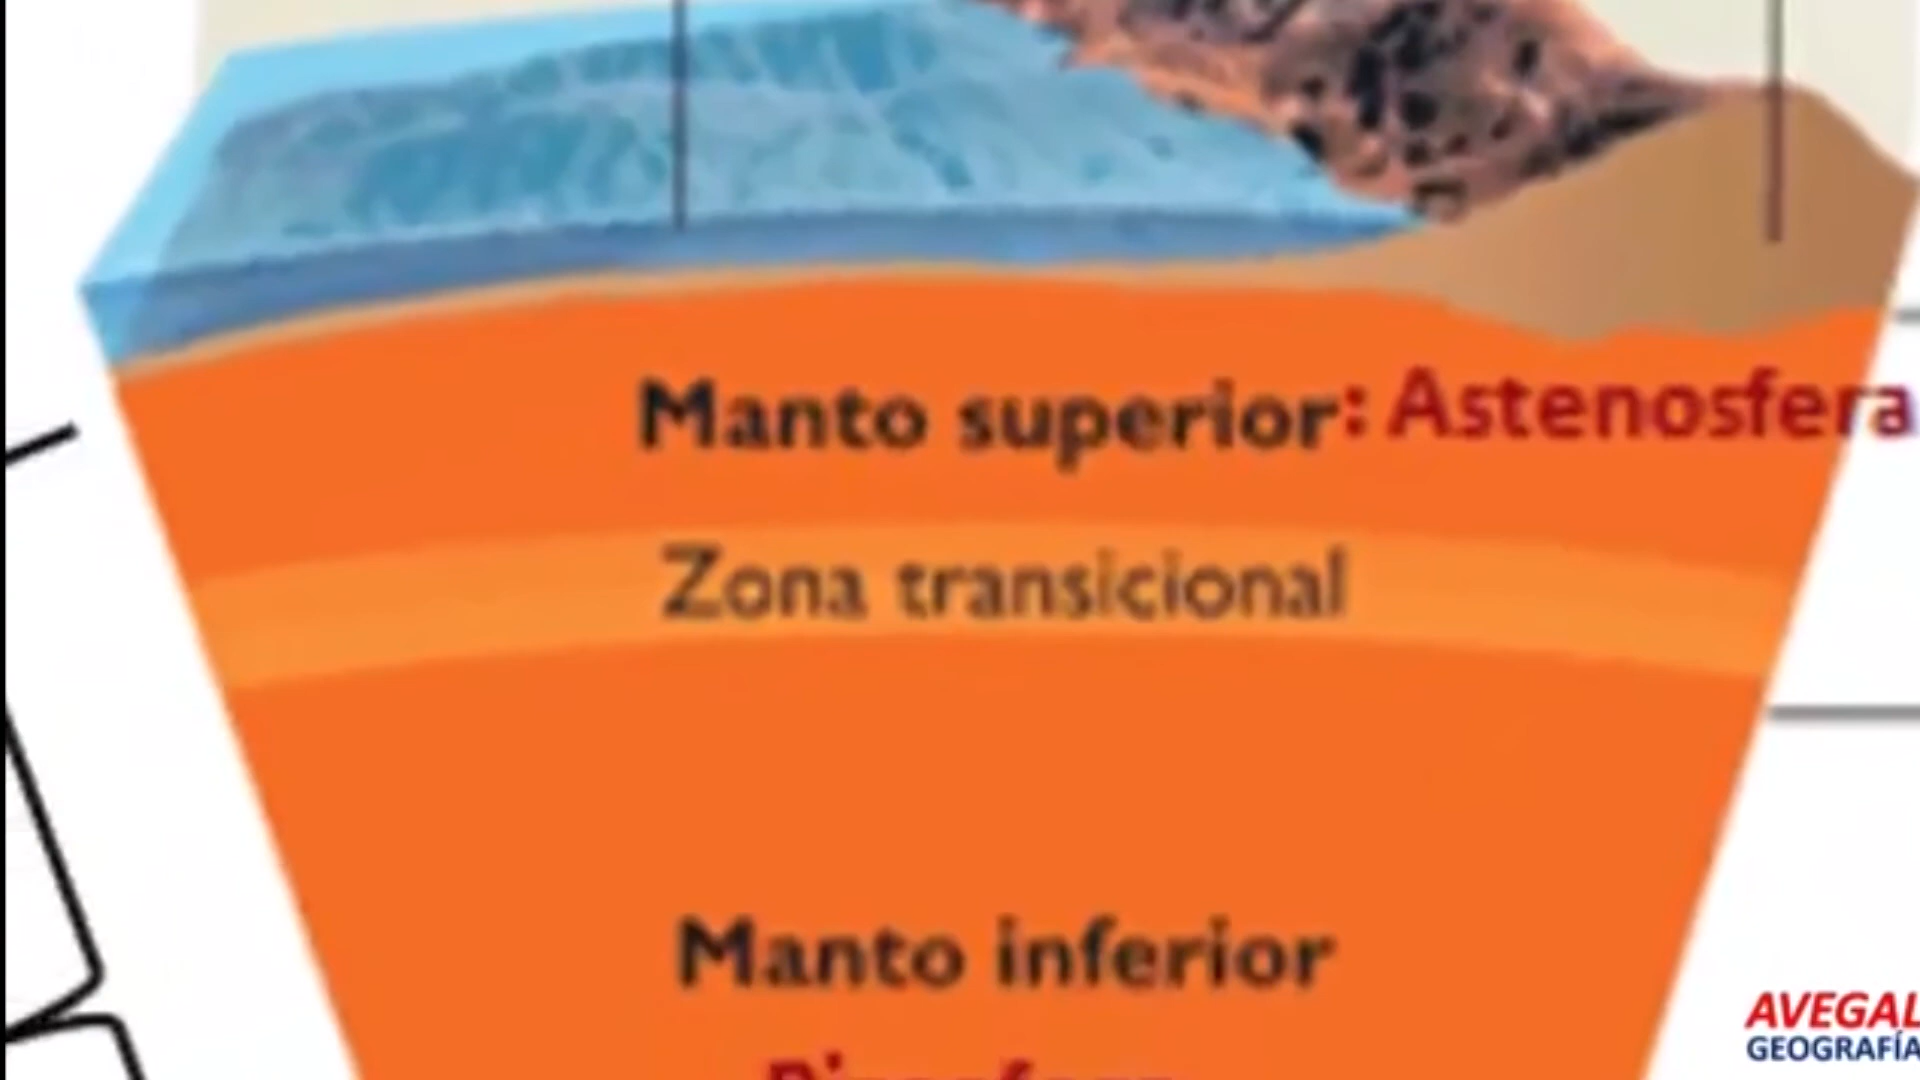 Manto superior: Astenosfera
Zona transicional
Manto inferior
AVEGAL
GEOGRAFÍA